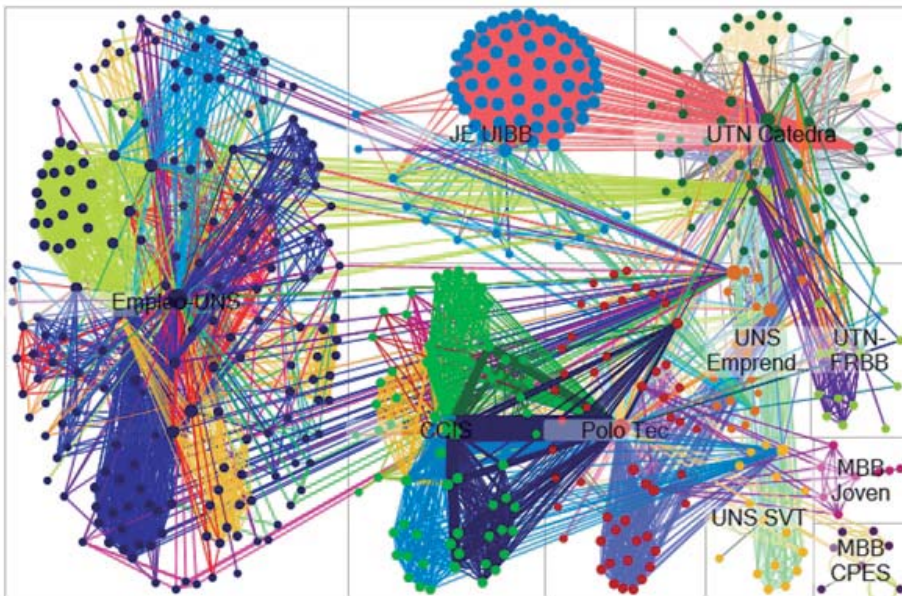 JE UIBB
UTN Catedra
Empleo-UNS
UNS
Emprend
UTN-
FRBB
CCIS
Polo Tec
MBB
Joven
UNS SVT
MBB
CPES